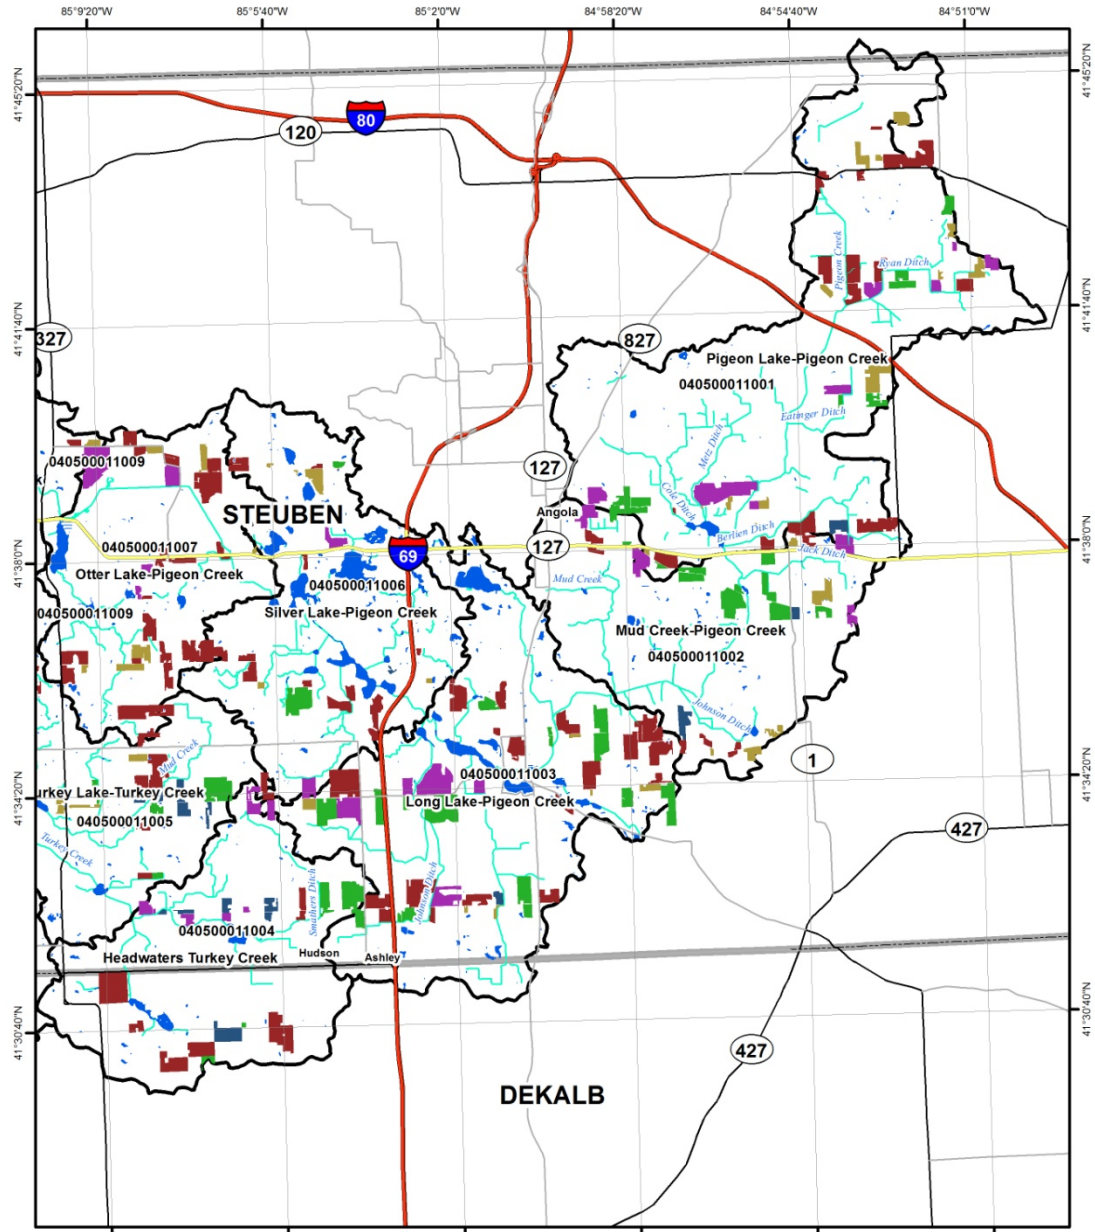 85°9'20"W
85°5'40"W
85°2'0"W
84°58'20"W
84°54'40"W
84°51'0"W
41°45'20"N
41°45'20"N
80
120
Pigeon Creek
Ryan Ditch
41°41'40"N
41°41'40"N
327
827
Pigeon Lake-Pigeon Creek
040500011001
Eatinger Ditch
Metz Ditch
040500011009
127
Cole Ditch
STEUBEN
Angola
Berlien Ditch
41°38'0"N
41°38'0"N
040500011007
69
127
Jack Ditch
Otter Lake-Pigeon Creek
040500011006
Mud Creek
040500011009
Silver Lake-Pigeon Creek
Mud Creek-Pigeon Creek
040500011002
Johnson Ditch
Mud Creek
1
040500011003
41°34'20"N
41°34'20"N
urkey Lake-Turkey Creek
Long Lake-Pigeon Creek
040500011005
427
Turkey Creek
Smathers Ditch
Johnson Ditch
040500011004
Headwaters Turkey Creek
Hudson
Ashley
41°30'40"N
41°30'40"N
427
DEKALB